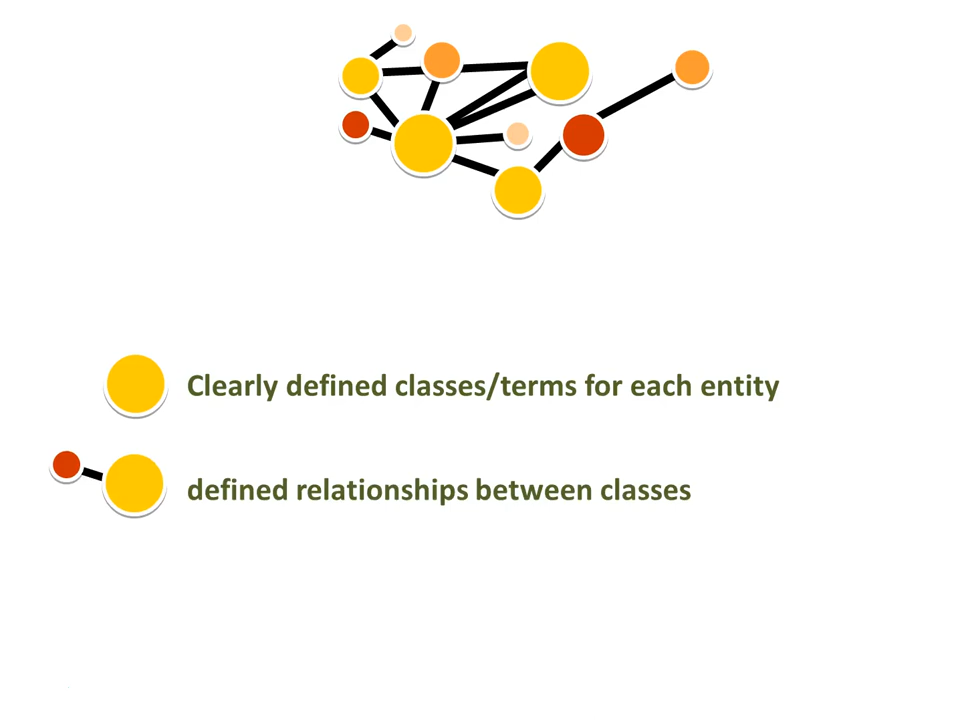 Clearly defined classes/terms for each entity
defined relationships between classes